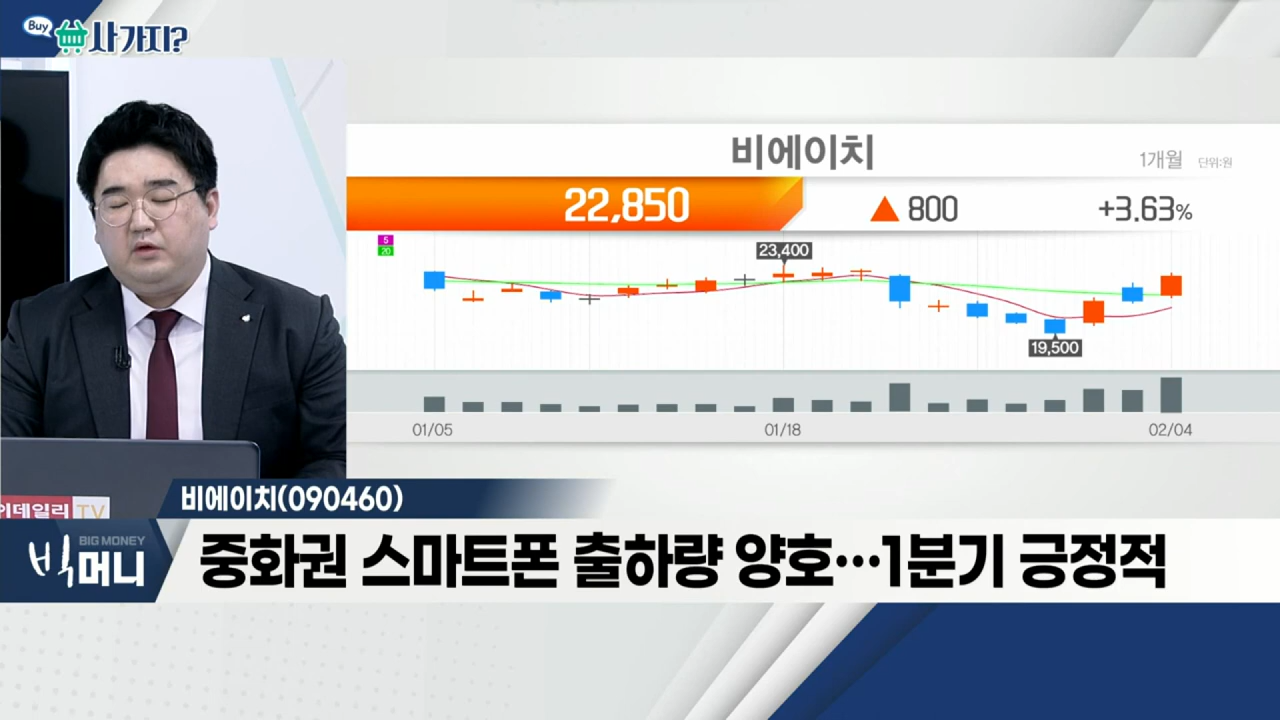 Buy 사 가지?
비에이치
1개월 단위:원
22,850 ▲ 800 +3.63%
5
20
23,400
19,500
01/05 01/18 02/04
비에이치(090460)
이데일리 TV
BIG MONEY
빅머니
중화권 스마트폰 출하량 양호…1분기 긍정적